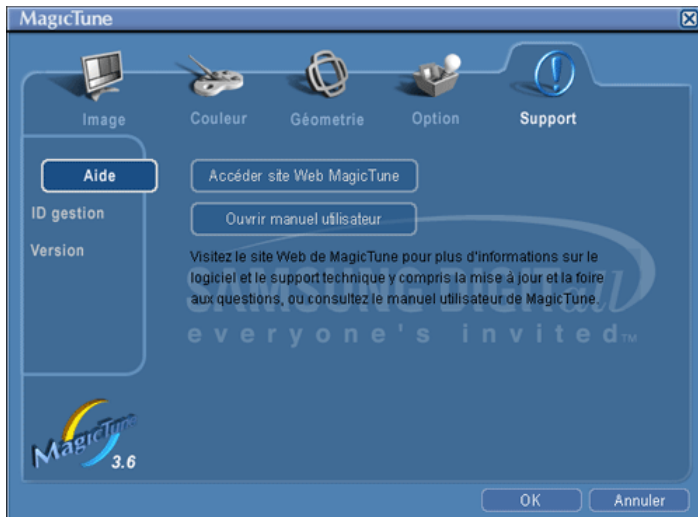 MagicTune
Image
Couleur
Géometrie
Option
Support
Aide
ID gestion
Version
Accéder site Web MagicTune
Ouvrir manuel utilisateur
Visitez le site Web de MagicTune pour plus d'informations sur le
logiciel et le support technique y compris la mise à jour et la foire
aux questions, ou consultez le manuel utilisateur de MagicTune.
SAMSUNG DIGITall
everyone's invited™
MagicTune
3.6
OK
Annuler